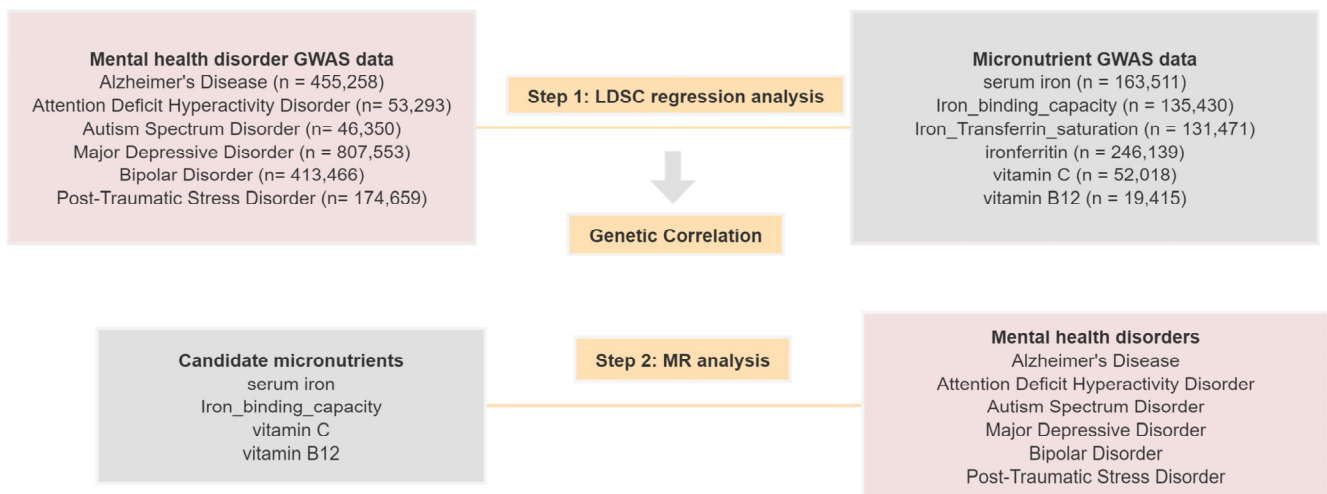 Mental health disorder GWAS data
Alzheimer's Disease (n = 455,258)
Attention Deficit Hyperactivity Disorder (n= 53,293)
Autism Spectrum Disorder (n= 46,350)
Major Depressive Disorder (n = 807,553)
Bipolar Disorder (n= 413,466)
Post-Traumatic Stress Disorder (n= 174,659)
Step 1: LDSC regression analysis
Genetic Correlation
Micronutrient GWAS data
serum iron (n = 163,511)
Iron_binding_capacity (n = 135,430)
Iron_Transferrin_saturation (n = 131,471)
ironferritin (n = 246,139)
vitamin C (n = 52,018)
vitamin B12 (n = 19,415)
Candidate micronutrients
serum iron
Iron_binding_capacity
vitamin C
vitamin B12
Step 2: MR analysis
Mental health disorders
Alzheimer's Disease
Attention Deficit Hyperactivity Disorder
Autism Spectrum Disorder
Major Depressive Disorder
Bipolar Disorder
Post-Traumatic Stress Disorder